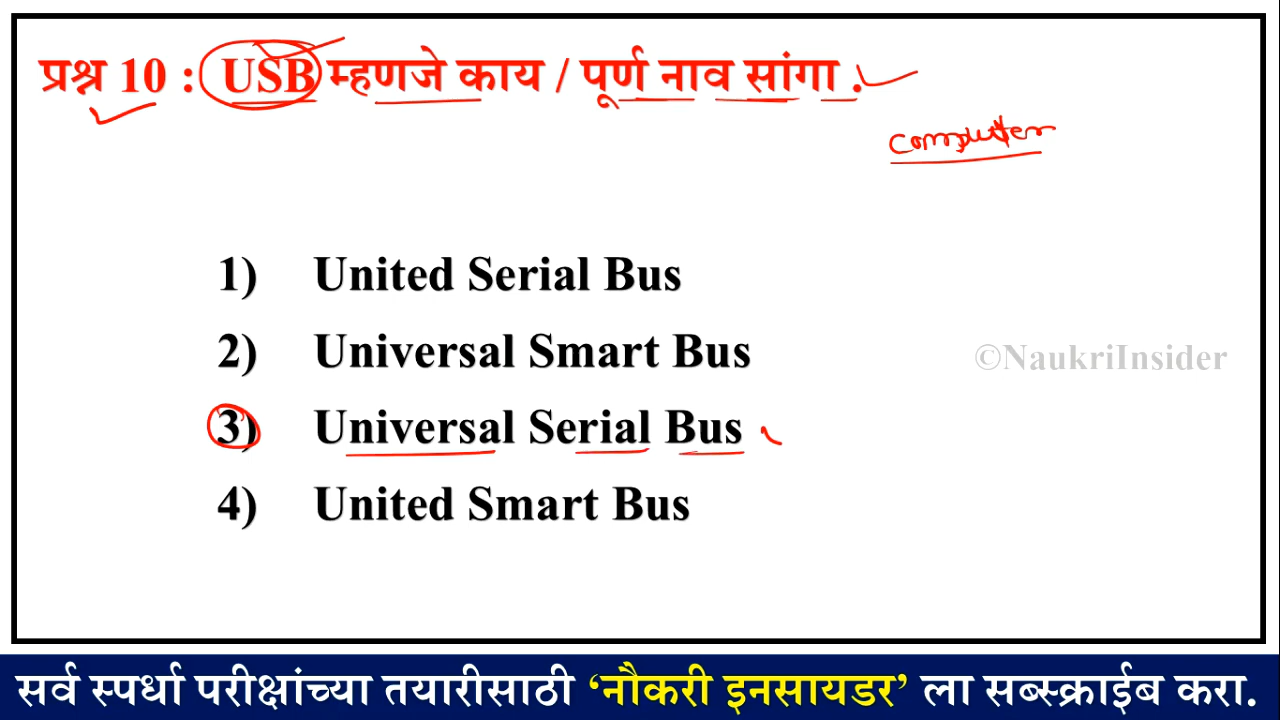 प्रश्न 10 : USB म्हणजे काय / पूर्ण नाव सांगा .
computer
1) United Serial Bus
2) Universal Smart Bus
©NaukriInsider
3) Universal Serial Bus
4) United Smart Bus
सर्व स्पर्धा परीक्षांच्या तयारीसाठी ‘नौकरी इनसायडर’ ला सब्स्क्राईब करा.